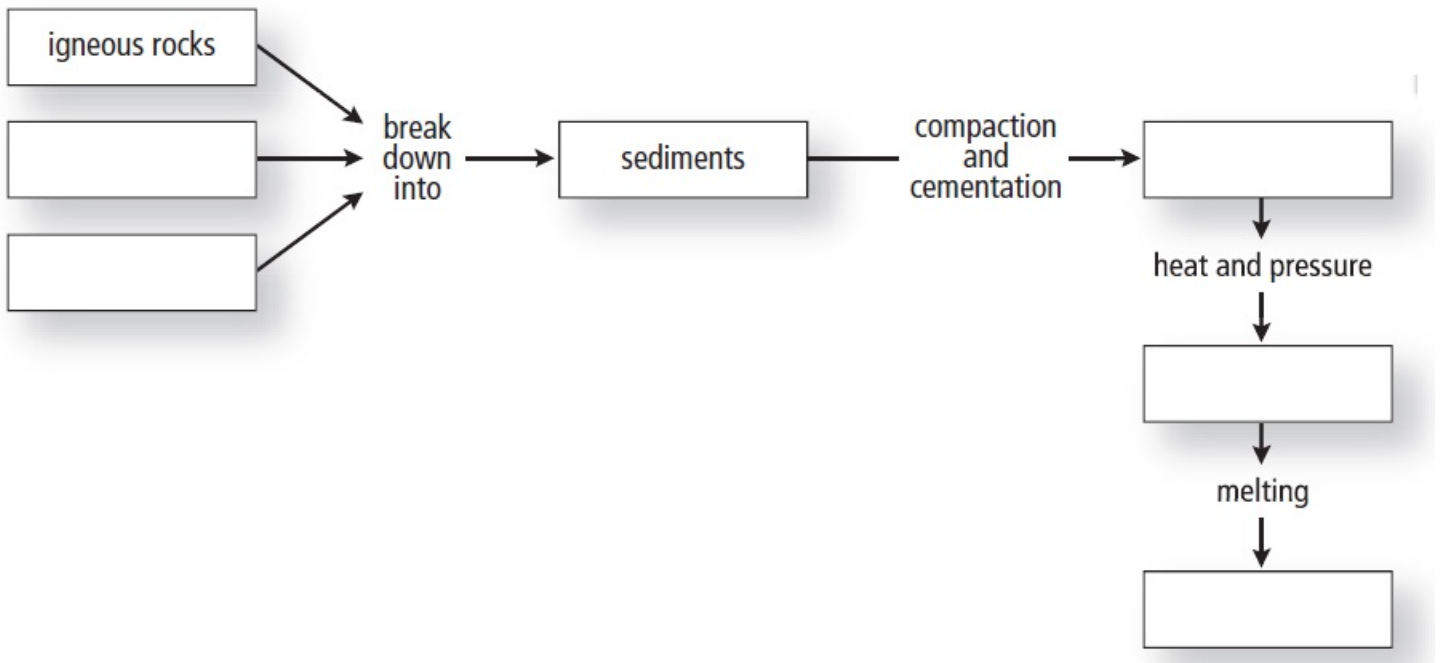 igneous rocks
break
down
into
sediments
compaction
and
cementation
heat and pressure
melting